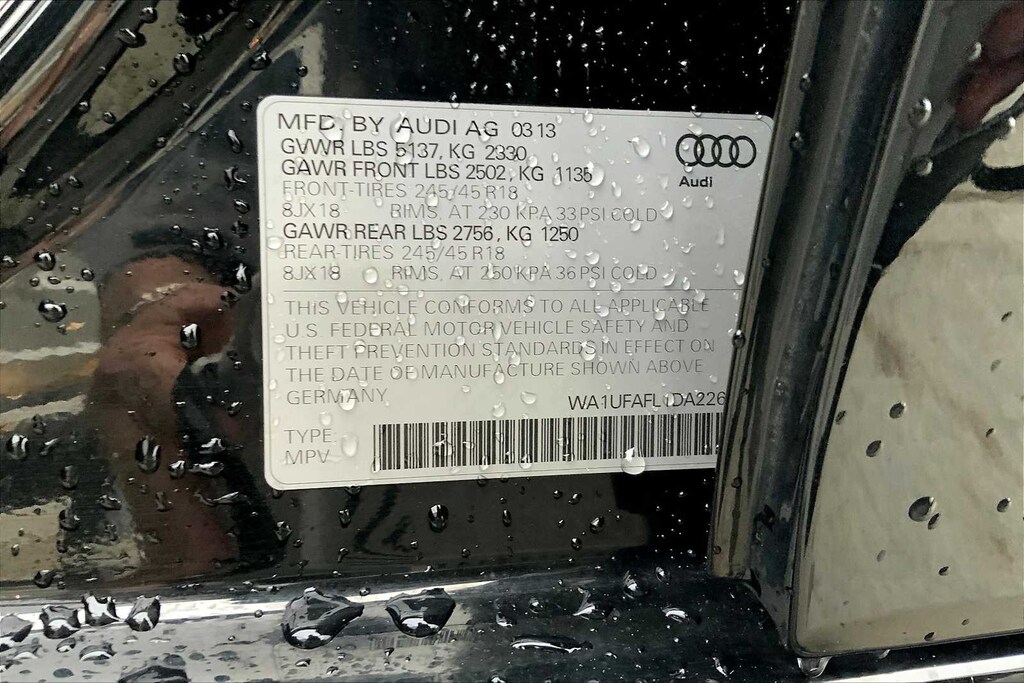 MFD. BY AUDI AG 0313
GVWR LBS 5137, KG 2330
GAWR FRONT LBS 2502, KG 1135
FRONT-TIRES 245/45 R18
8JX18 RIMS, AT 230 KPA 33 PSI COLD
GAWR REAR LBS 2756, KG 1250
REAR-TIRES 245/45 R18
8JX18 RIMS, AT 250 KPA 36 PSI COLD
Audi
THIS VEHICLE CONFORMS TO ALL APPLICABLE
U.S. FEDERAL MOTOR VEHICLE SAFETY AND
THEFT PREVENTION STANDARDS IN EFFECT ON
THE DATE OF MANUFACTURE SHOWN ABOVE
GERMANY
TYPE:
MPV